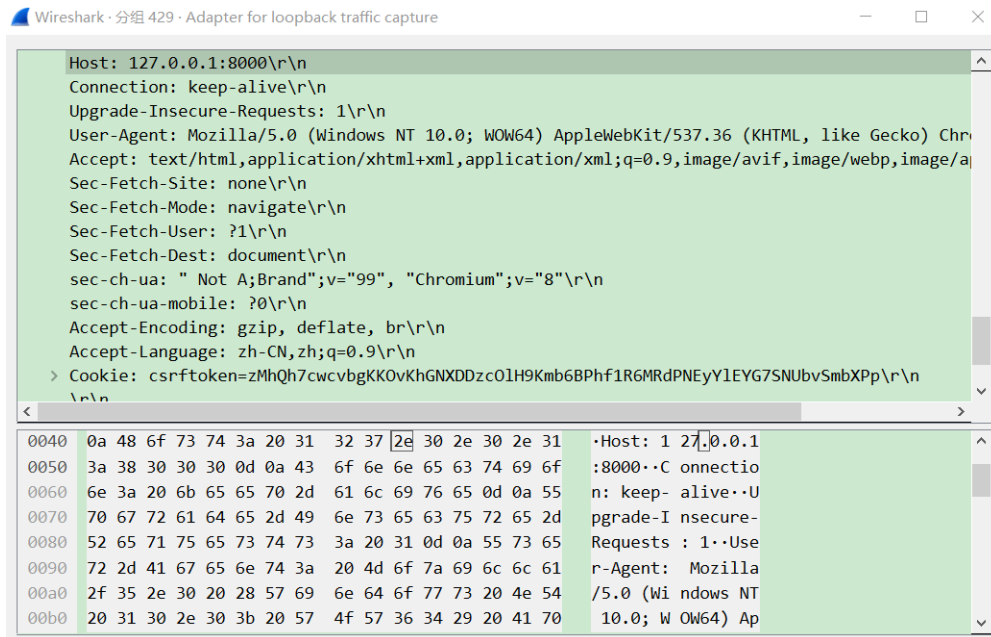 Wireshark · 分组 429 · Adapter for loopback traffic capture
Host: 127.0.0.1:8000\r\n
Connection: keep-alive\r\n
Upgrade-Insecure-Requests: 1\r\n
User-Agent: Mozilla/5.0 (Windows NT 10.0; WOW64) AppleWebKit/537.36 (KHTML, like Gecko) Chr
Accept: text/html,application/xhtml+xml,application/xml;q=0.9,image/avif,image/webp,image/a
Sec-Fetch-Site: none\r\n
Sec-Fetch-Mode: navigate\r\n
Sec-Fetch-User: ?1\r\n
Sec-Fetch-Dest: document\r\n
sec-ch-ua: " Not A;Brand";v="99", "Chromium";v="8"\r\n
sec-ch-ua-mobile: ?0\r\n
Accept-Encoding: gzip, deflate, br\r\n
Accept-Language: zh-CN,zh;q=0.9\r\n
Cookie: csrftoken=zMhQh7cwcvbgKKOvKhGNXDDzcOlH9Kmb6BPhf1R6MRdPNEyYlEYG7SNUbvSmbXPp\r\n
\r\n
0040 0a 48 6f 73 74 3a 20 31 32 37 2e 30 2e 30 2e 31 ·Host: 1 27.0.0.1
0050 3a 38 30 30 30 0d 0a 43 6f 6e 6e 65 63 74 69 6f :8000··C onnectio
0060 6e 3a 20 6b 65 65 70 2d 61 6c 69 76 65 0d 0a 55 n: keep- alive··U
0070 70 67 72 61 64 65 2d 49 6e 73 65 63 75 72 65 2d pgrade-I nsecure-
0080 52 65 71 75 65 73 74 73 3a 20 31 0d 0a 55 73 65 Requests : 1··Use
0090 72 2d 41 67 65 6e 74 3a 20 4d 6f 7a 69 6c 6c 61 r-Agent:  Mozilla
00a0 2f 35 2e 30 20 28 57 69 6e 64 6f 77 73 20 4e 54 /5.0 (Wi ndows NT
00b0 20 31 30 2e 30 3b 20 57 4f 57 36 34 29 20 41 70  10.0; W OW64) Ap